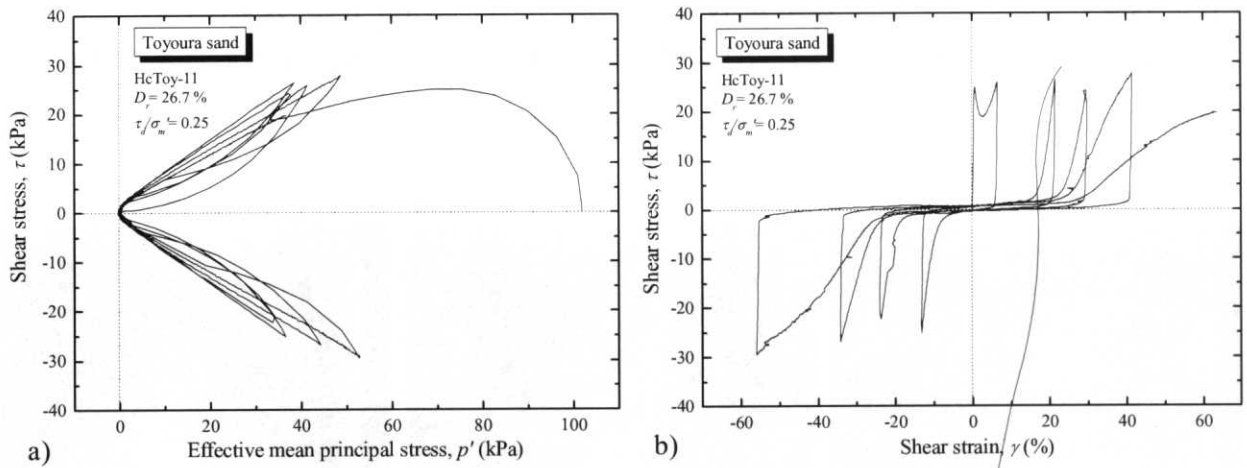 40
30
20
10
0
-10
-20
-30
-40
Shear stress, τ (kPa)
Toyoura sand
HcToy-11
Dr= 26.7 %
τd/σm'= 0.25
0 20 40 60 80 100
Effective mean principal stress, p' (kPa)
a)
40
30
20
10
0
-10
-20
-30
-40
Shear stress, τ (kPa)
Toyoura sand
HcToy-11
Dr= 26.7 %
τd/σm'= 0.25
-60 -40 -20 0 20 40 60
Shear strain, γ (%)
b)